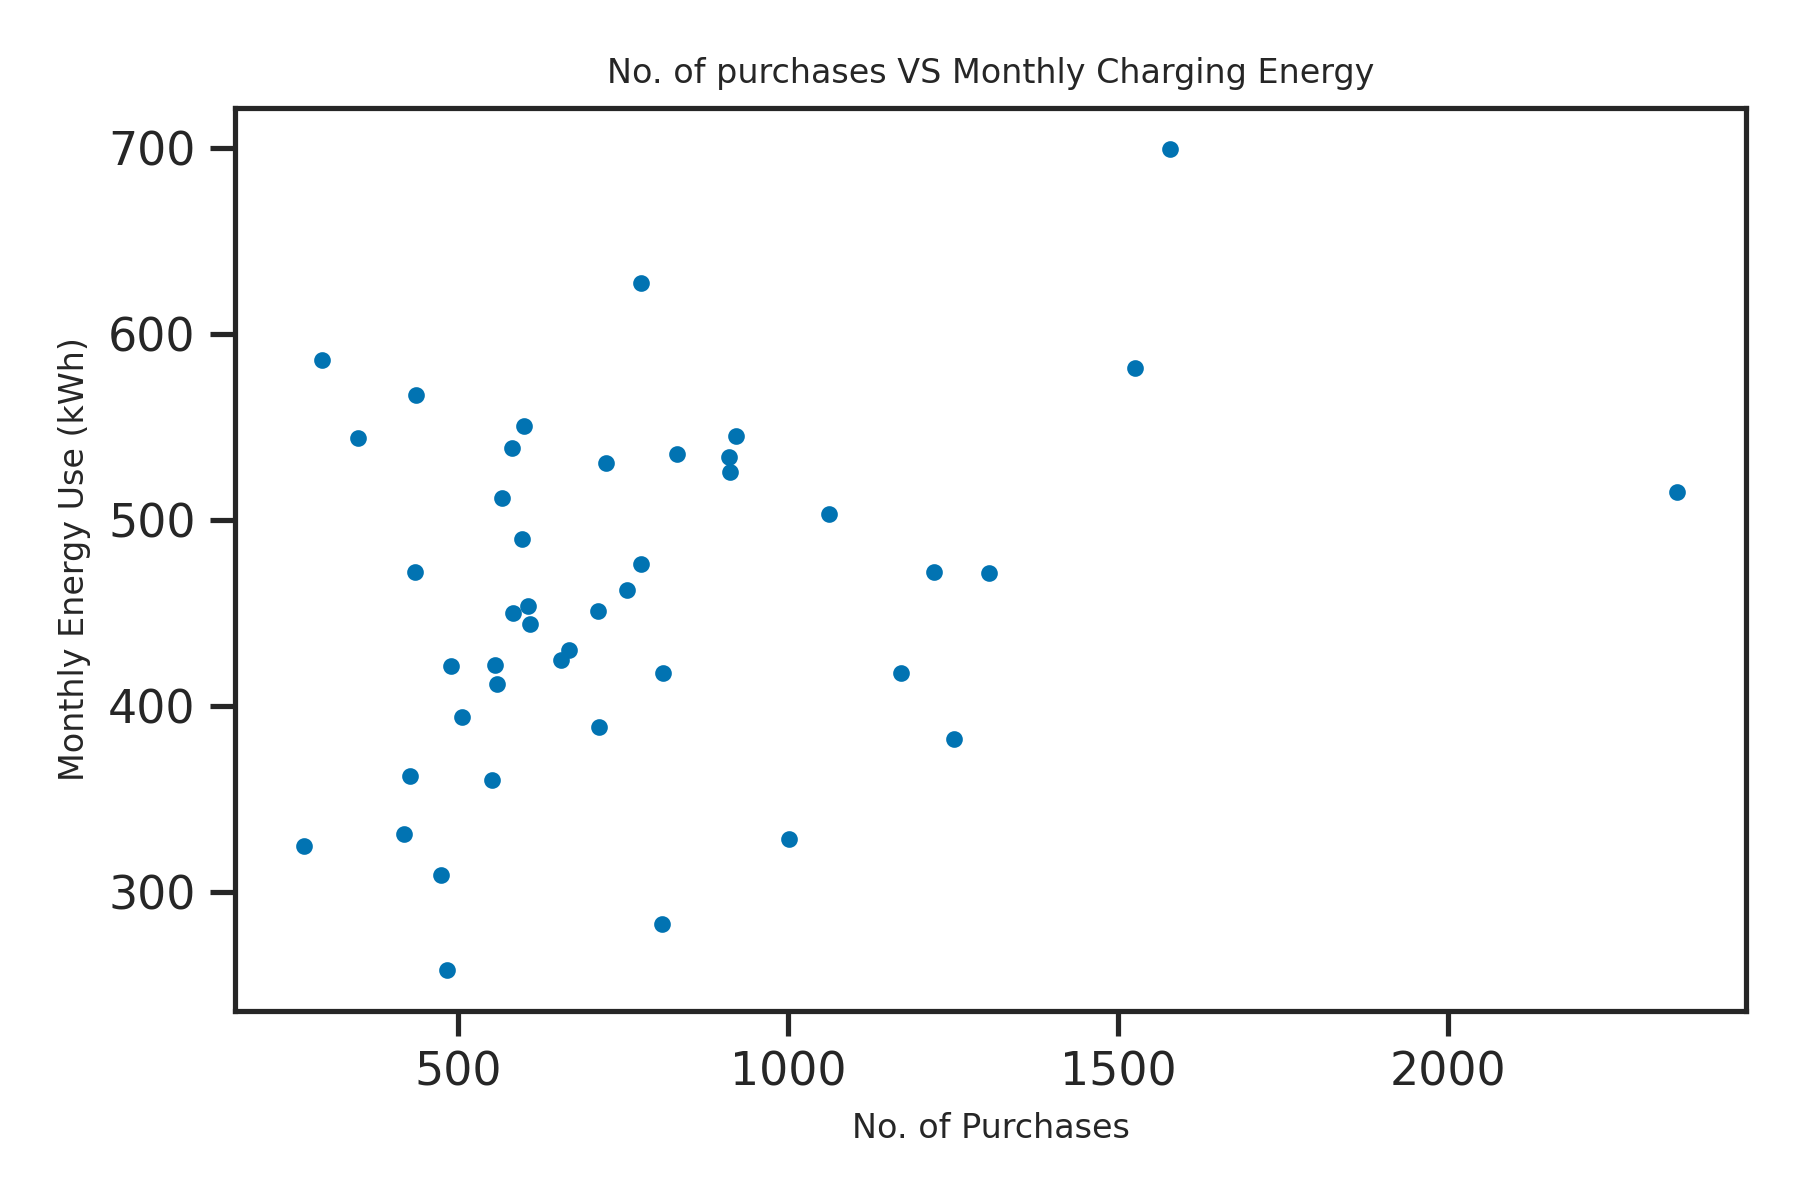 No. of purchases VS Monthly Charging Energy
700
600
500
400
300
Monthly Energy Use (kWh)
500 1000 1500 2000
No. of Purchases